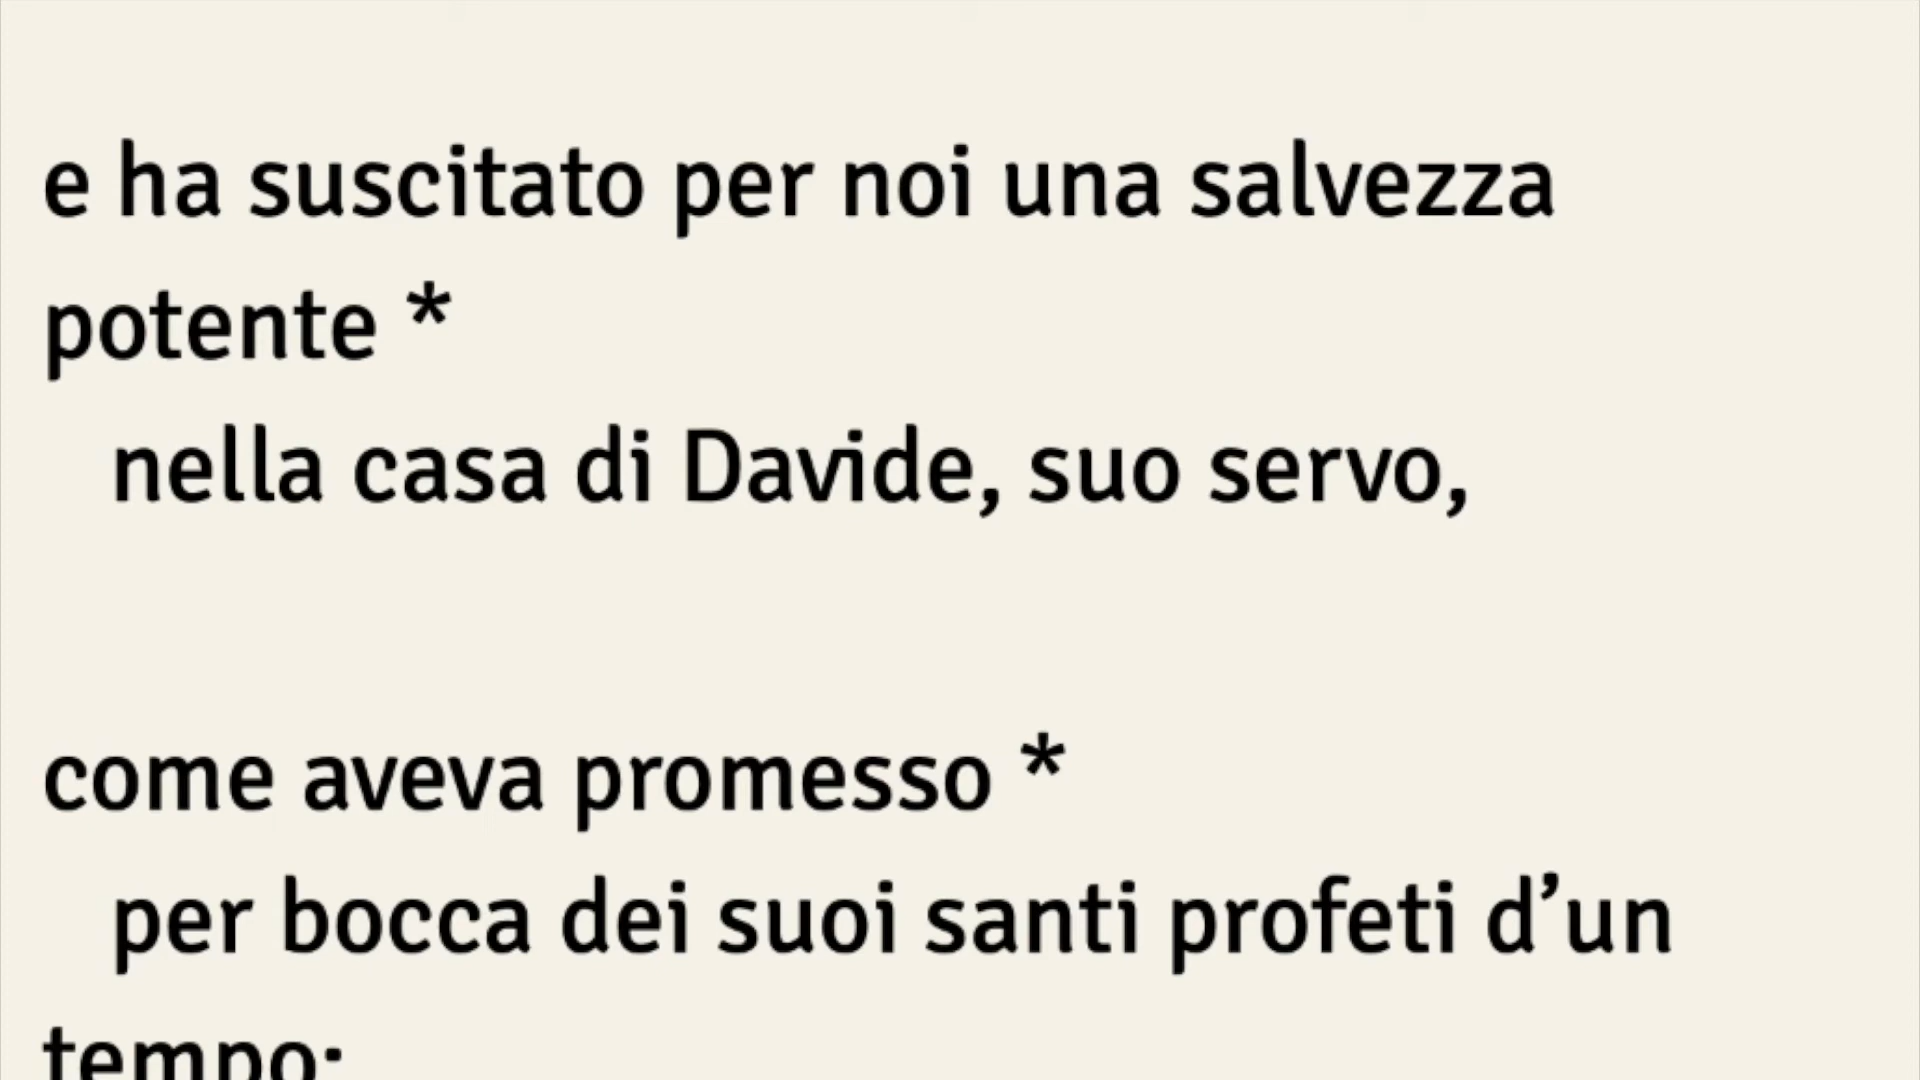 e ha suscitato per noi una salvezza
potente *
nella casa di Davide, suo servo,
come aveva promesso *
per bocca dei suoi santi profeti d’un
tempo: